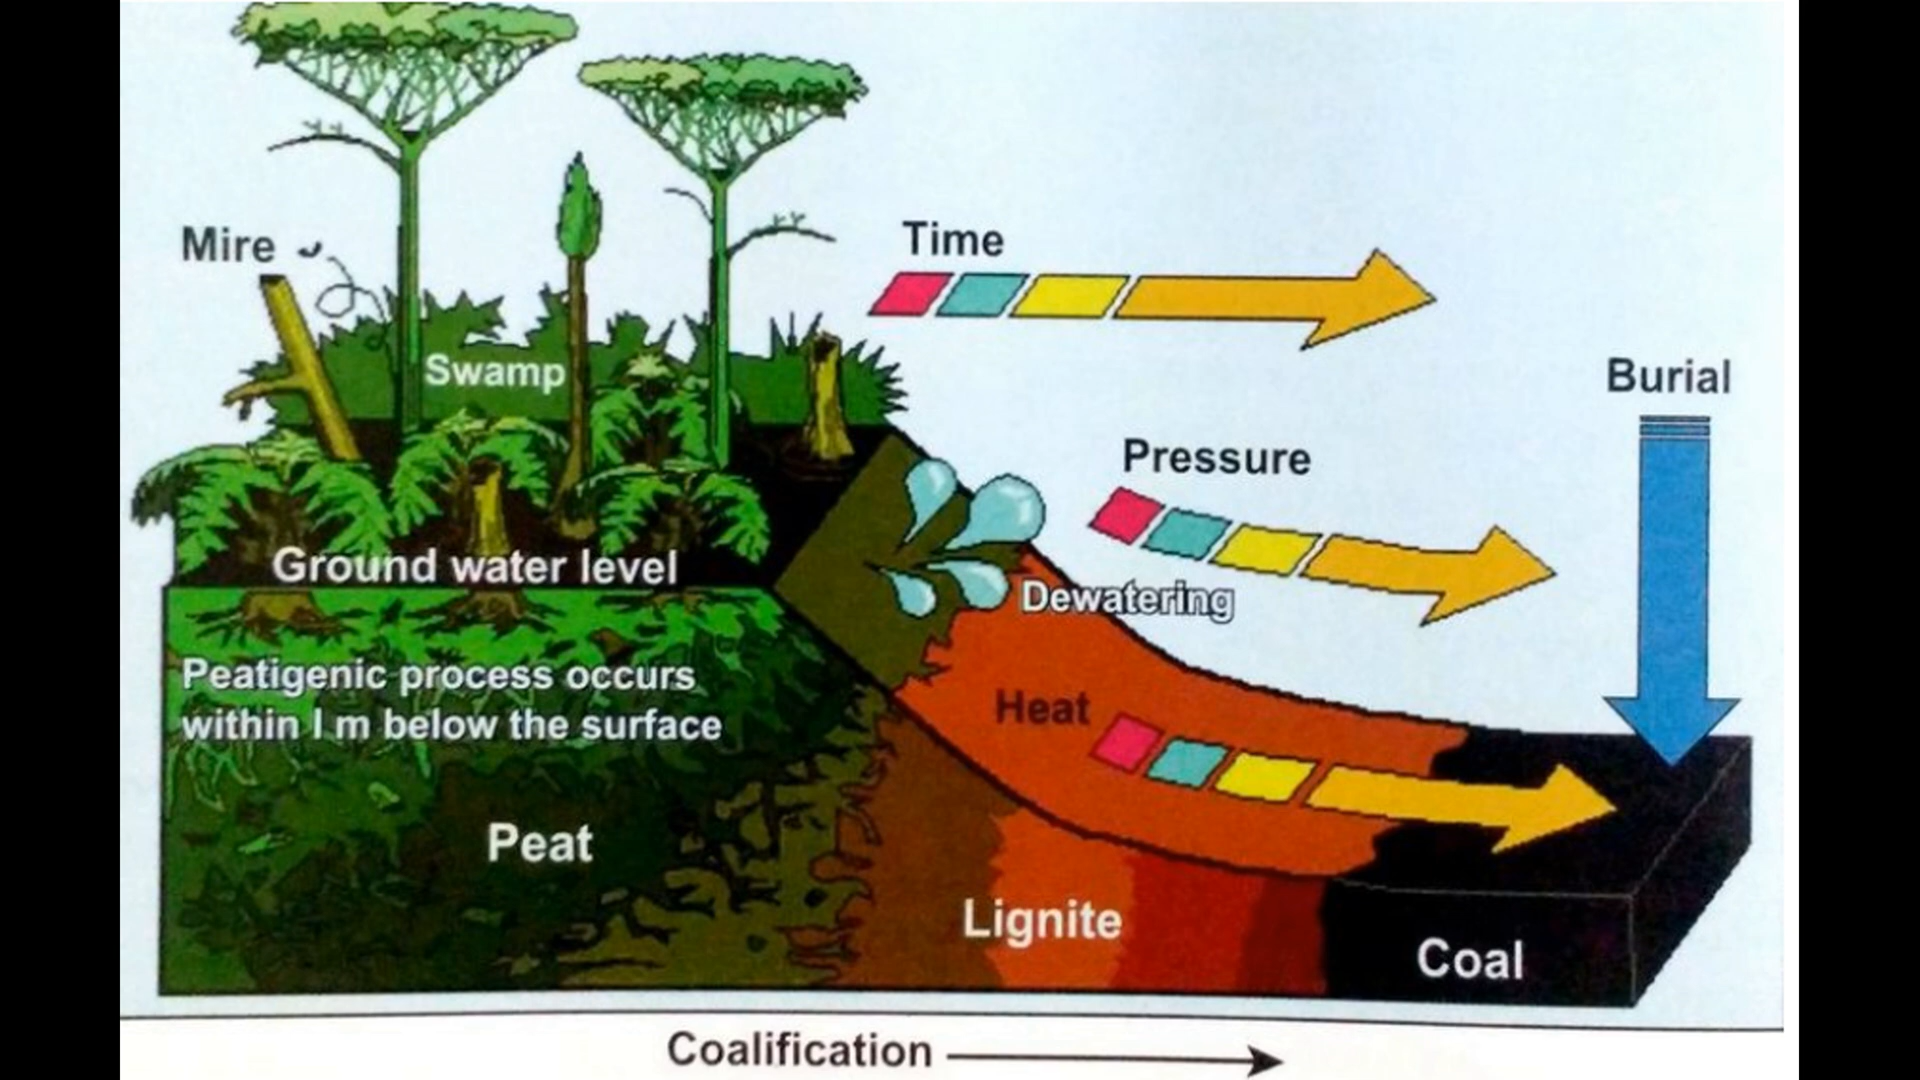 Mire
Time
Burial
Swamp
Pressure
Ground water level
Dewatering
Peatigenic process occurs
within I m below the surface
Heat
Peat
Lignite
Coal
Coalification